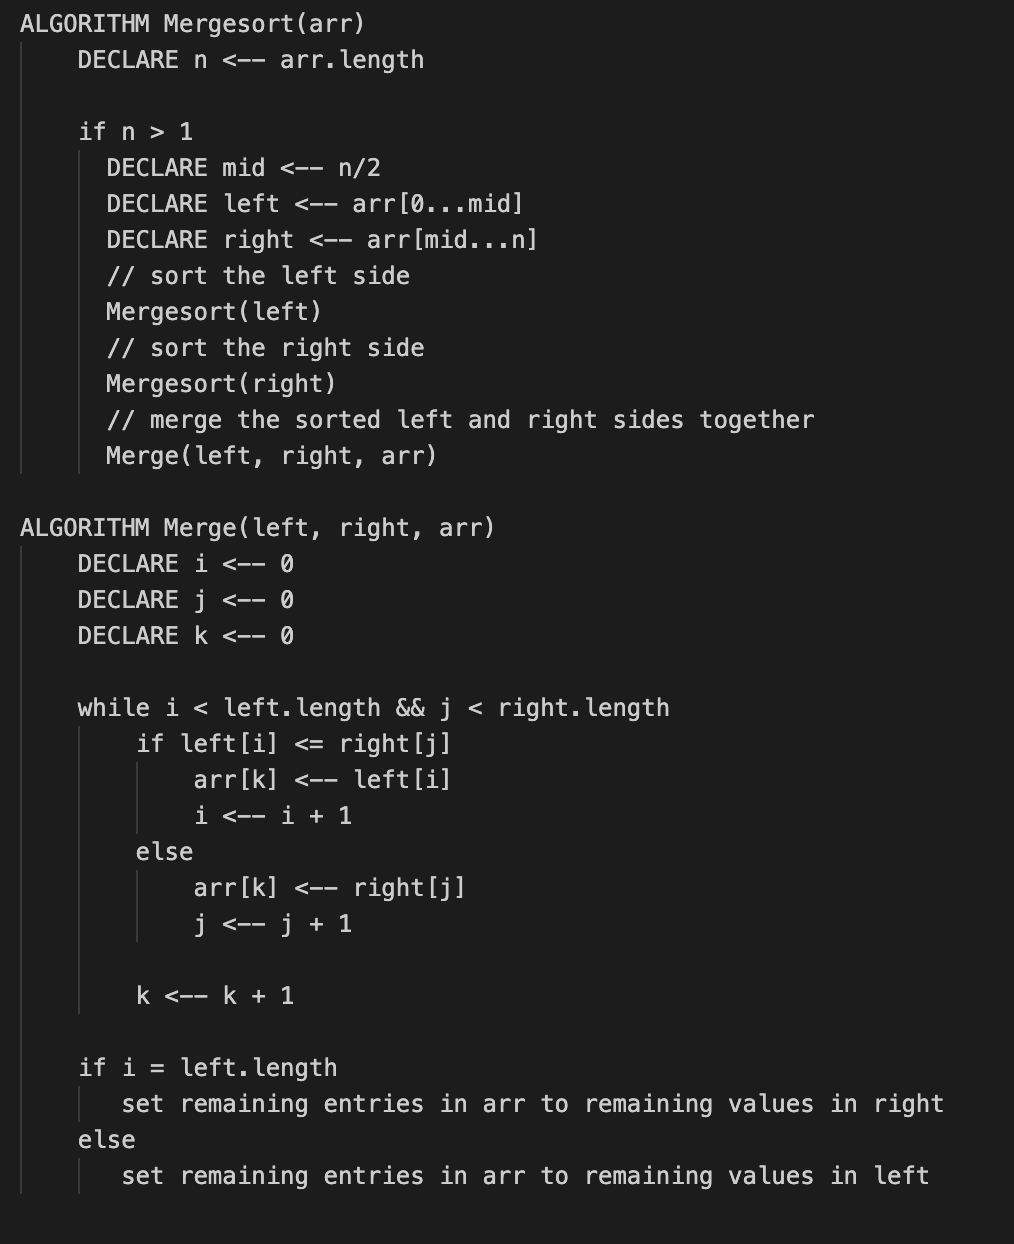 ALGORITHM Mergesort(arr)
DECLARE n <-- arr.length
if n > 1
DECLARE mid <-- n/2
DECLARE left <-- arr[0...mid]
DECLARE right <-- arr[mid...n]
// sort the left side
Mergesort(left)
// sort the right side
Mergesort(right)
// merge the sorted left and right sides together
Merge(left, right, arr)
ALGORITHM Merge(left, right, arr)
DECLARE i <-- 0
DECLARE j <-- 0
DECLARE k <-- 0
while i < left.length && j < right.length
if left[i] <= right[j]
arr[k] <-- left[i]
i <-- i + 1
else
arr[k] <-- right[j]
j <-- j + 1
k <-- k + 1
if i = left.length
set remaining entries in arr to remaining values in right
else
set remaining entries in arr to remaining values in left